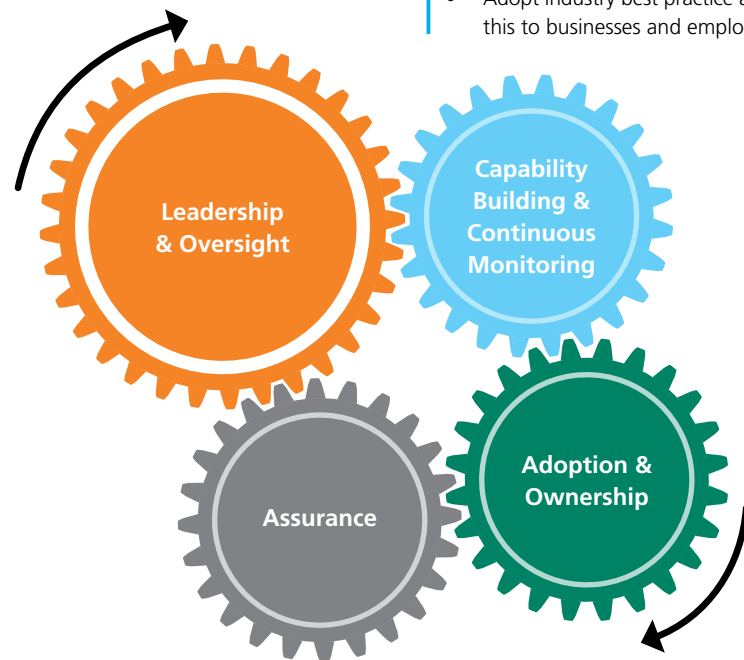 • Adopt industry best practice a
this to businesses and emplo
Capability
Building &
Continuous
Monitoring
Leadership
& Oversight
Adoption &
Ownership
Assurance